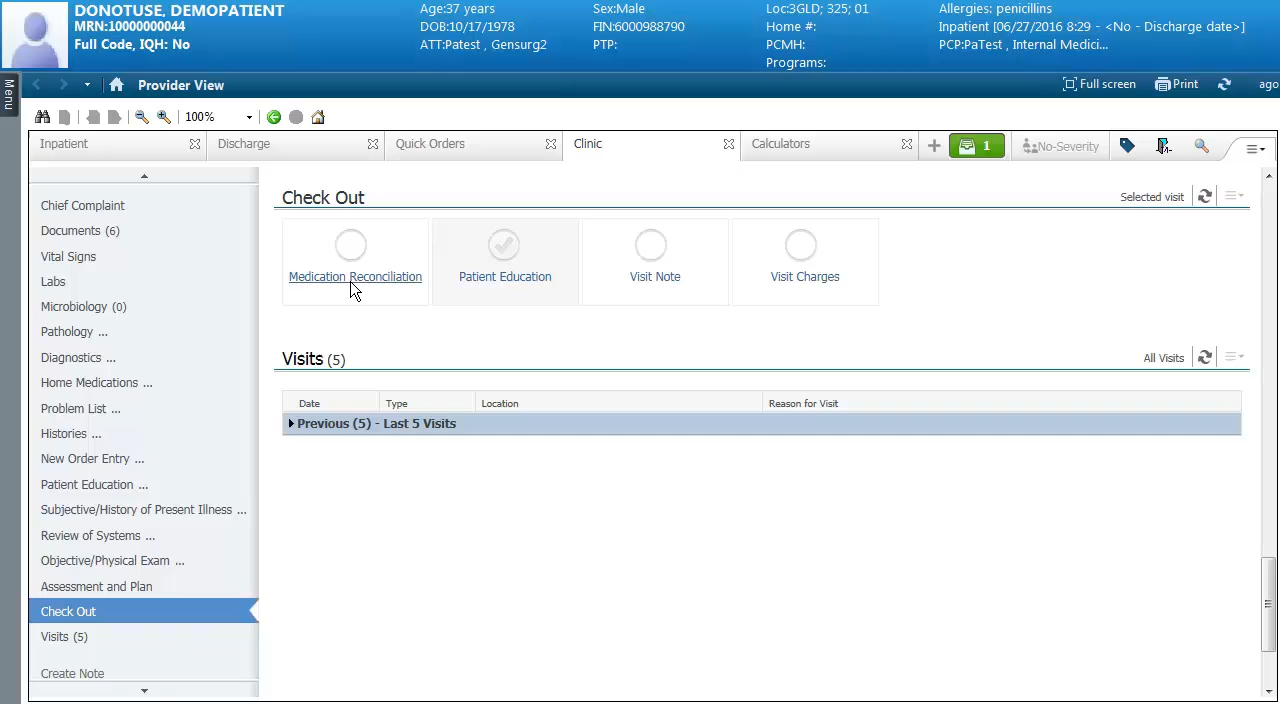 DONOTUSE, DEMOPATIENT
MRN:10000000044
Full Code, IQH: No
Age:37 years
DOB:10/17/1978
ATT:Patest , Gensurg2
Sex:Male
FIN:6000988790
PTP:
Loc:3GLD; 325; 01
Home #:
PCMH:
Programs:
Allergies: penicillins
Inpatient [06/27/2016 8:29 - <No - Discharge date>]
PCP:PaTest , Internal Medici...
Menu
Provider View
Full screen
Print
ago
100%
Inpatient
Discharge
Quick Orders
Clinic
Calculators
1
No-Severity
Chief Complaint
Documents (6)
Vital Signs
Labs
Microbiology (0)
Pathology ...
Diagnostics ...
Home Medications ...
Problem List ...
Histories ...
New Order Entry ...
Patient Education ...
Subjective/History of Present Illness ...
Review of Systems ...
Objective/Physical Exam ...
Assessment and Plan
Check Out
Visits (5)
Create Note
Check Out
Selected visit
Medication Reconciliation
Patient Education
Visit Note
Visit Charges
Visits (5)
All Visits
Date
Type
Location
Reason for Visit
Previous (5) - Last 5 Visits